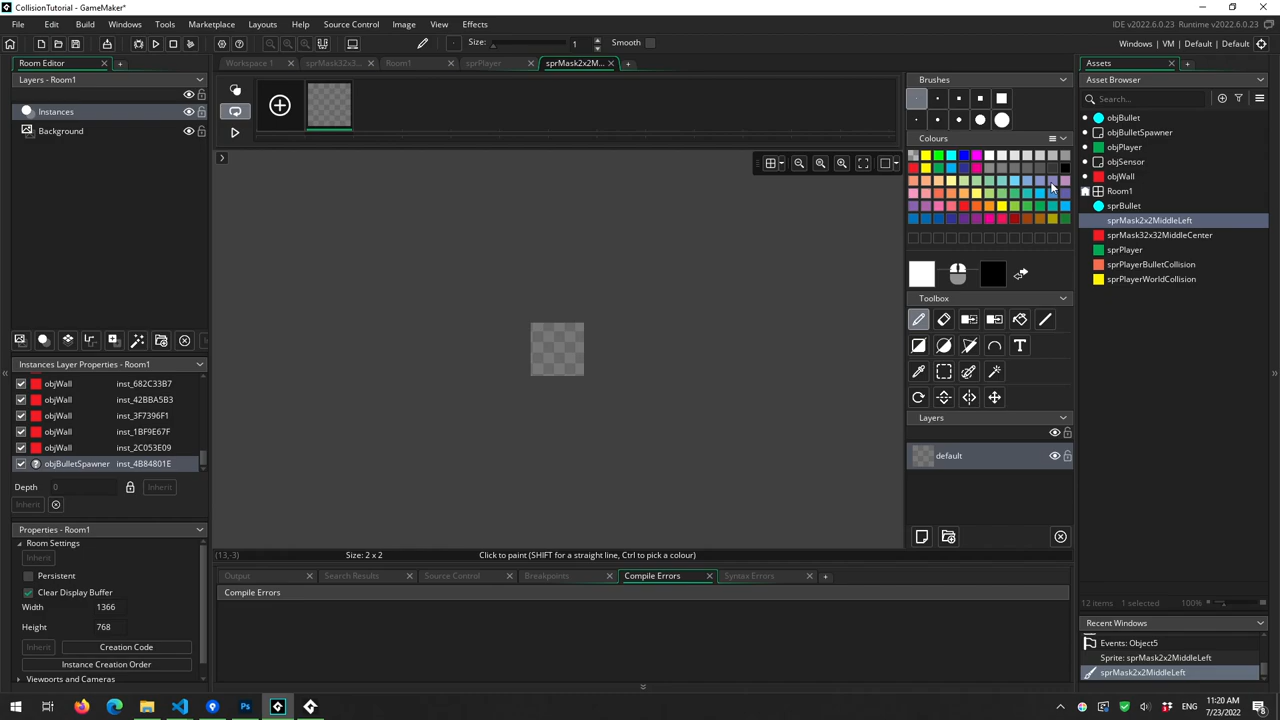 CollisionTutorial - GameMaker*
File Edit Build Windows Tools Marketplace Layouts Help Source Control Image View Effects
IDE v2022.6.0.23 Runtime v2022.6.0.23
Size: 1 Smooth
Windows | VM | Default | Default
Room Editor
Workspace 1 sprMask32x3... Room1 sprPlayer sprMask2x2M...
Assets
Layers - Room1
Instances
Background
Brushes
Colours
Toolbox
Layers
default
Asset Browser
Search...
objBullet
objBulletSpawner
objPlayer
objSensor
objWall
Room1
sprBullet
sprMask2x2MiddleLeft
sprMask32x32MiddleCenter
sprPlayer
sprPlayerBulletCollision
sprPlayerWorldCollision
12 items 1 selected 100%
Instances Layer Properties - Room1
objWall inst_682C33B7
objWall inst_42BBA5B3
objWall inst_3F7396F1
objWall inst_1BF9E67F
objWall inst_2C053E09
objBulletSpawner inst_4B84801E
Depth 0 Inherit
Inherit
Properties - Room1
Room Settings
Inherit
Persistent
Clear Display Buffer
Width 1366
Height 768
Inherit Creation Code
Instance Creation Order
Viewports and Cameras
(13,-3) Size: 2 x 2 Click to paint (SHIFT for a straight line, Ctrl to pick a colour)
Output Search Results Source Control Breakpoints Compile Errors Syntax Errors
Compile Errors
Recent Windows
Events: Object5
Sprite: sprMask2x2MiddleLeft
sprMask2x2MiddleLeft
ENG
11:20 AM
7/23/2022